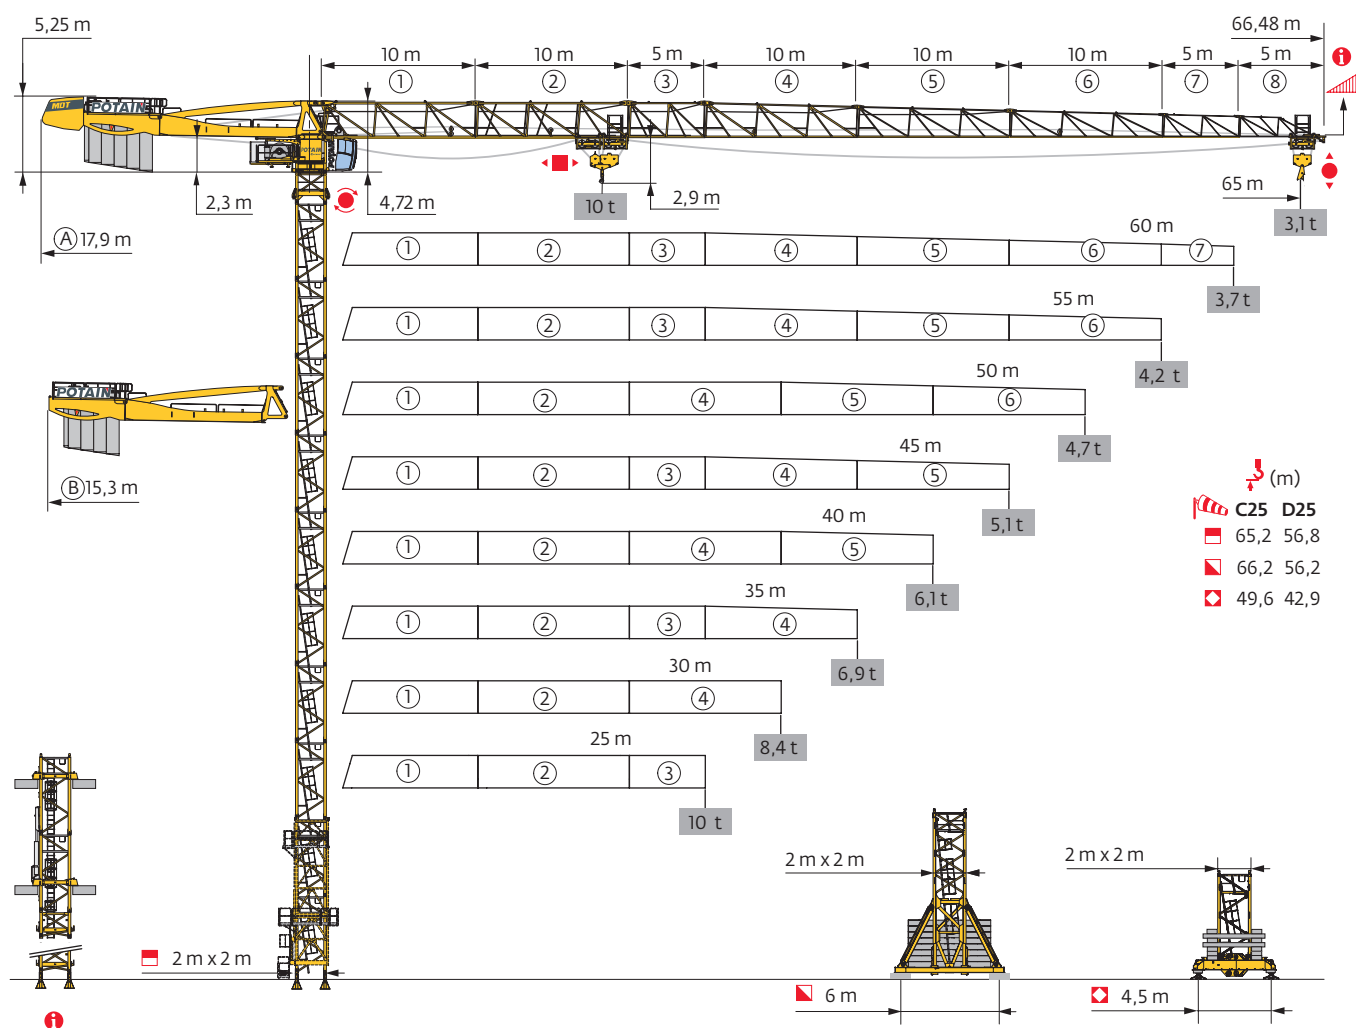 5,25 m
66,48 m
10 m 10 m 5 m 10 m 10 m 10 m 5 m 5 m
1 2 3 4 5 6 7 8
i
MDT POTAIN
POTAIN
2,3 m
4,72 m
10 t
2,9 m
65 m
3,1 t
A 17,9 m
60 m
1 2 3 4 5 6 7
3,7 t
55 m
1 2 3 4 5 6
4,2 t
POTAIN
50 m
1 2 4 5 6
4,7 t
B 15,3 m
45 m
1 2 3 4 5
5,1 t
(m)
C25 D25
65,2 56,8
66,2 56,2
49,6 42,9
40 m
1 2 4 5
6,1 t
35 m
1 2 3 4
6,9 t
30 m
1 2 4
8,4 t
25 m
1 2 3
10 t
2 m x 2 m
2 m x 2 m
2 m x 2 m
6 m
4,5 m
i